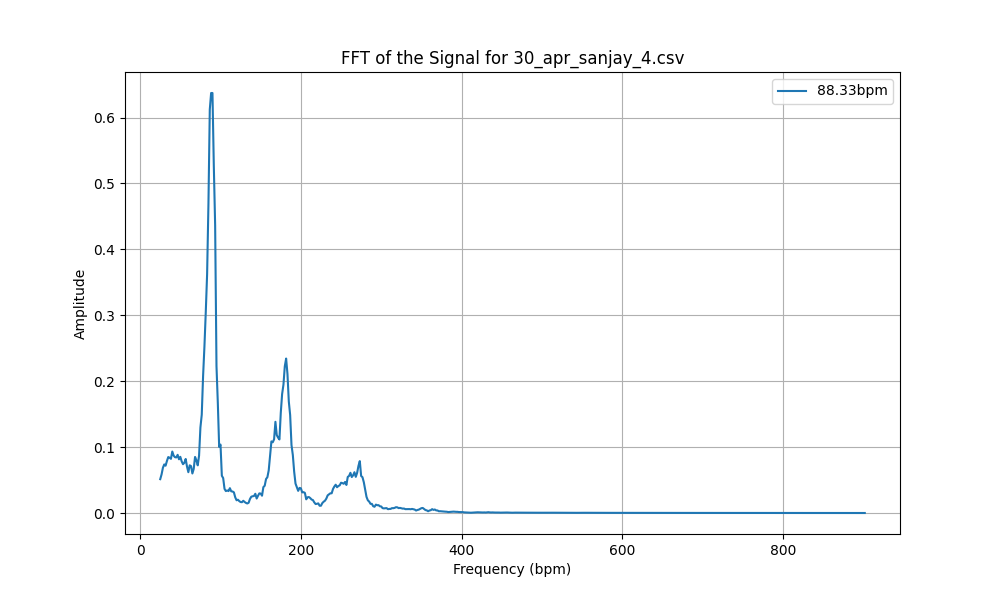 FFT of the Signal for 30_apr_sanjay_4.csv
88.33bpm
Amplitude
0.6
0.5
0.4
0.3
0.2
0.1
0.0
0 200 400 600 800
Frequency (bpm)